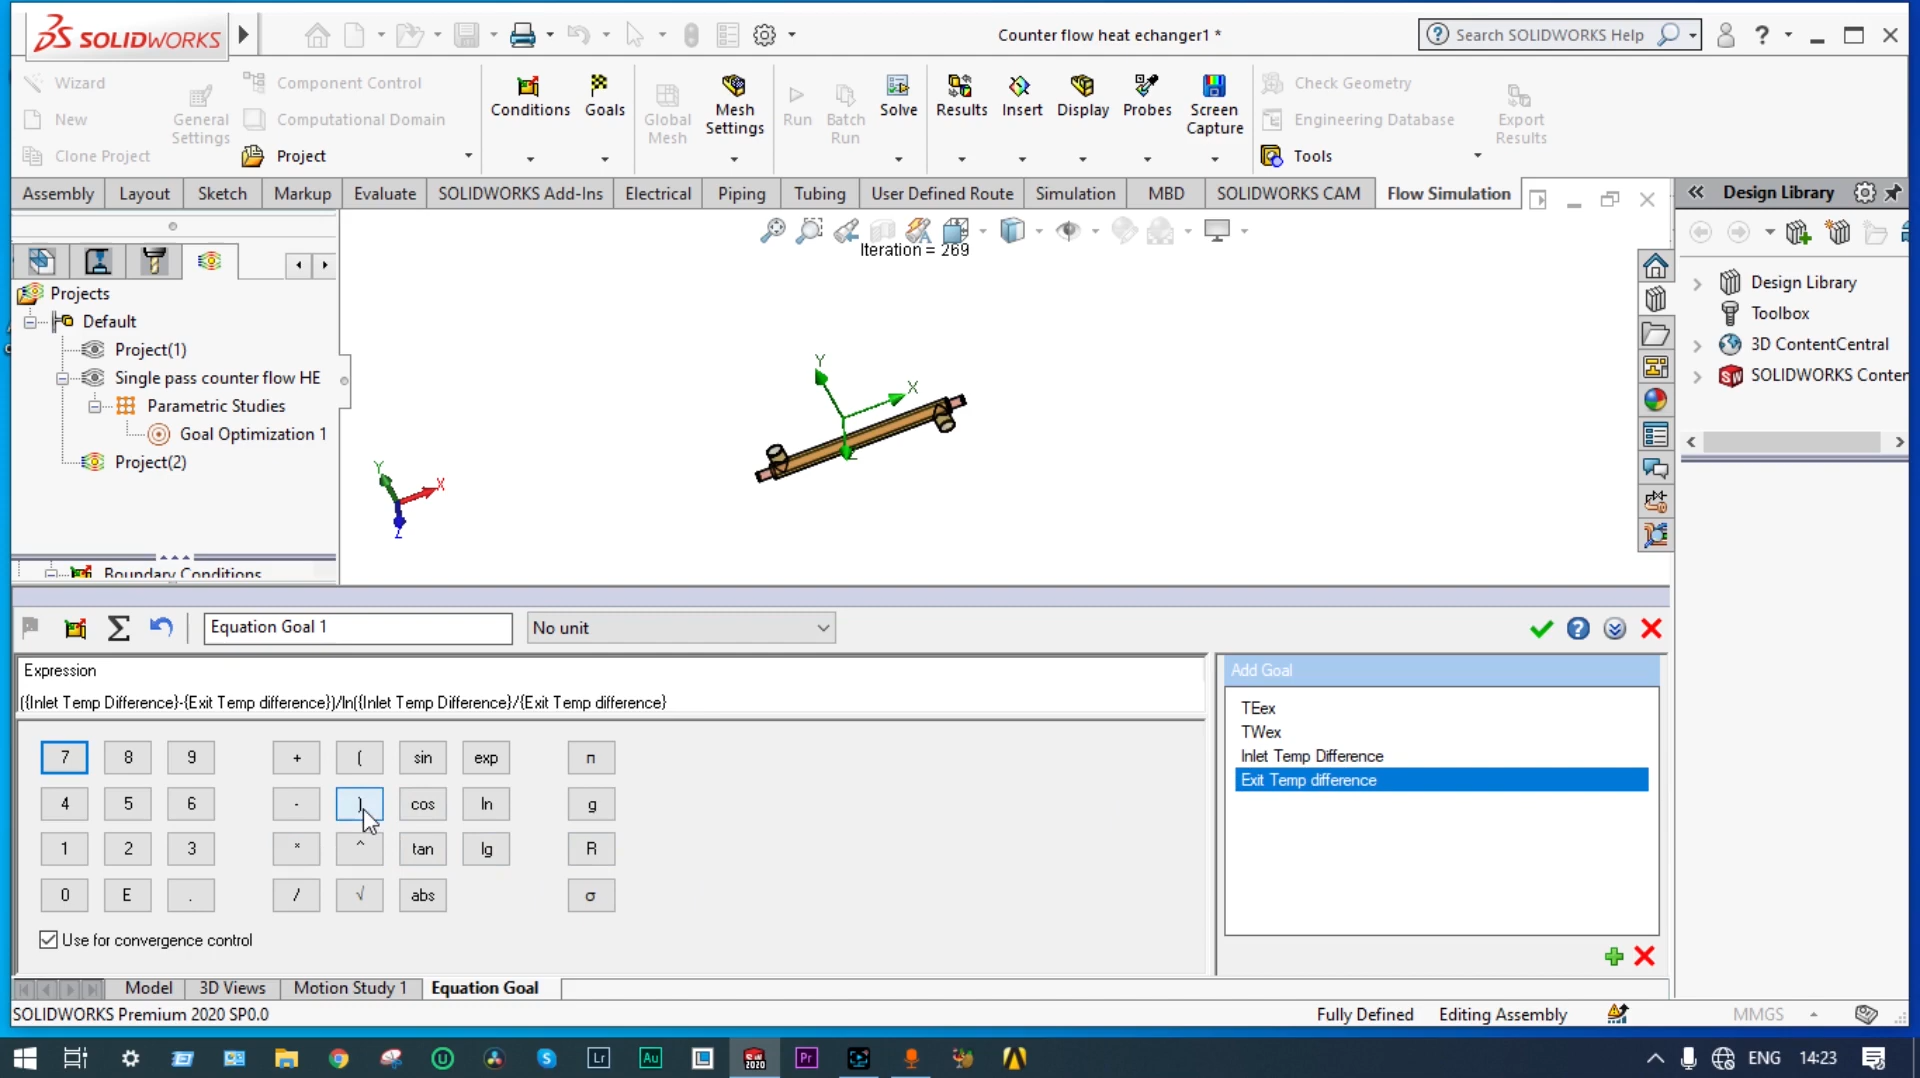 SOLIDWORKS
Counter flow heat echanger1 *
Search SOLIDWORKS Help
Wizard
New
Clone Project
General Settings
Component Control
Computational Domain
Project
Conditions
Goals
Global Mesh
Mesh Settings
Run
Batch Run
Solve
Results
Insert
Display
Probes
Screen Capture
Check Geometry
Engineering Database
Tools
Export Results
Assembly
Layout
Sketch
Markup
Evaluate
SOLIDWORKS Add-Ins
Electrical
Piping
Tubing
User Defined Route
Simulation
MBD
SOLIDWORKS CAM
Flow Simulation
Design Library
Iteration = 269
Projects
Default
Project(1)
Single pass counter flow HE
Parametric Studies
Goal Optimization 1
Project(2)
Boundary Conditions
Y
X
Z
Y
X
Z
Design Library
Toolbox
3D ContentCentral
SOLIDWORKS Conter
Equation Goal 1
No unit
Expression
({Inlet Temp Difference}-{Exit Temp difference})/ln({Inlet Temp Difference}/{Exit Temp difference}
7 8 9 + ( sin exp π
4 5 6 - ) cos ln g
1 2 3 * ^ tan lg R
0 E . / √ abs σ
Use for convergence control
Add Goal
TEex
TWex
Inlet Temp Difference
Exit Temp difference
Model
3D Views
Motion Study 1
Equation Goal
SOLIDWORKS Premium 2020 SP0.0
Fully Defined
Editing Assembly
MMGS
Lr
Au
SW 2020
Pr
ENG
14:23